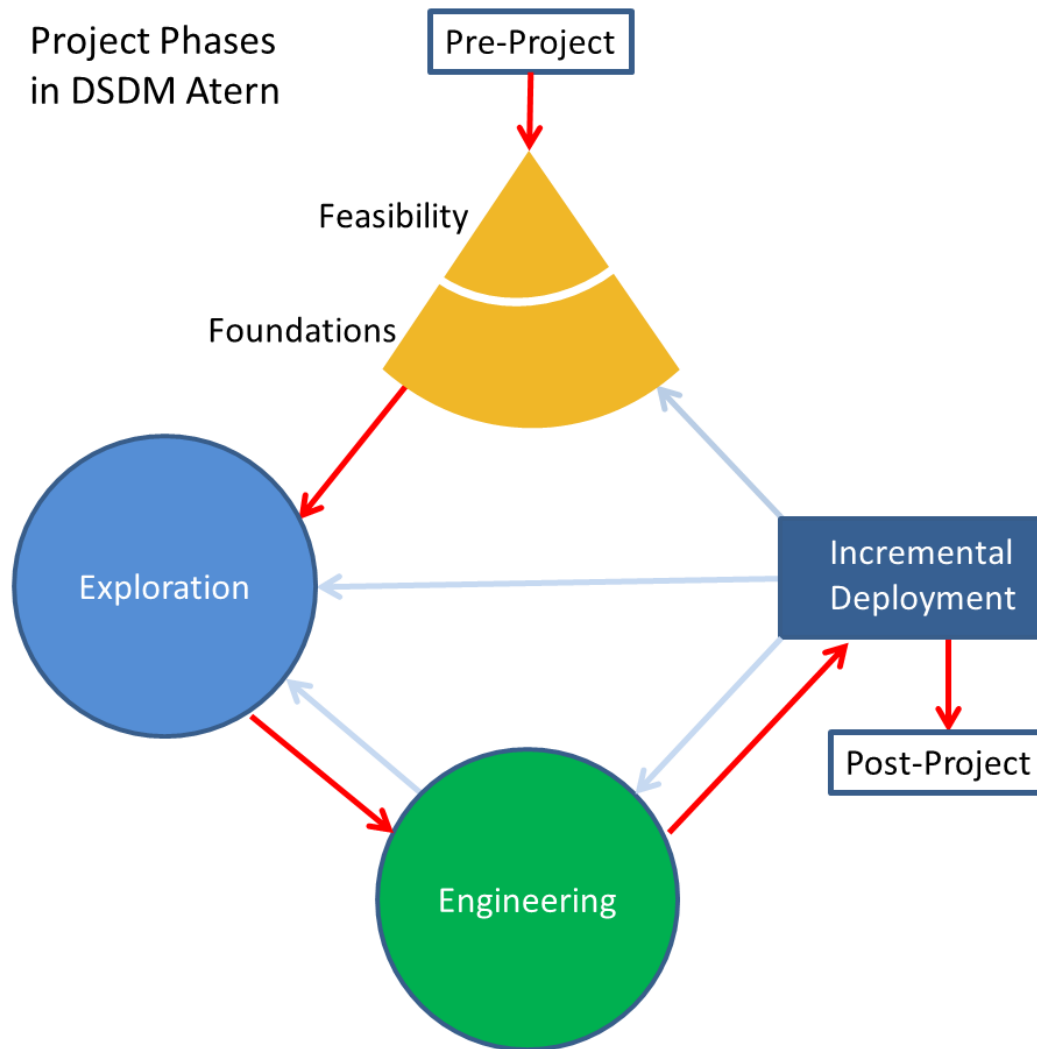 Project Phases
in DSDM Atern
Pre-Project
Feasibility
Foundations
Exploration
Incremental
Deployment
Post-Project
Engineering